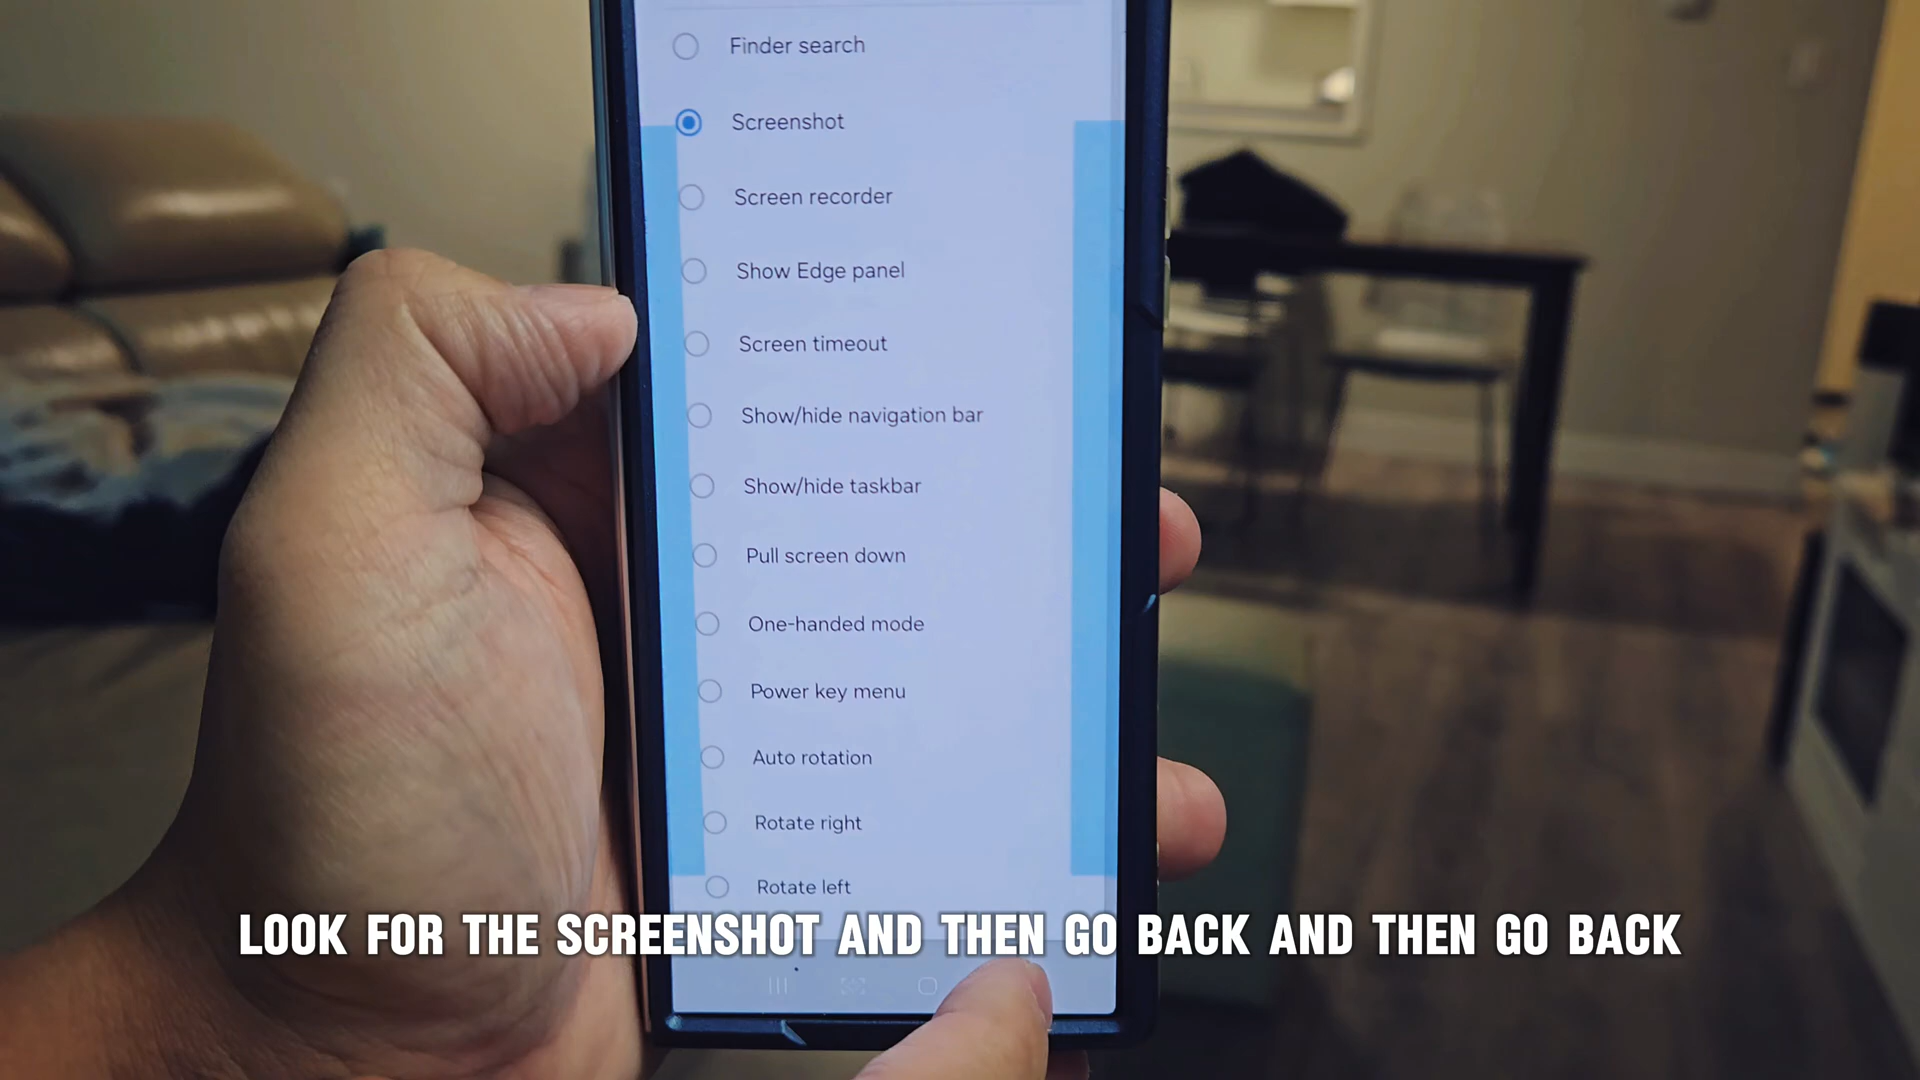 Finder search
Screenshot
Screen recorder
Show Edge panel
Screen timeout
Show/hide navigation bar
Show/hide taskbar
Pull screen down
One-handed mode
Power key menu
Auto rotation
Rotate right
Rotate left
LOOK FOR THE SCREENSHOT AND THEN GO BACK AND THEN GO BACK